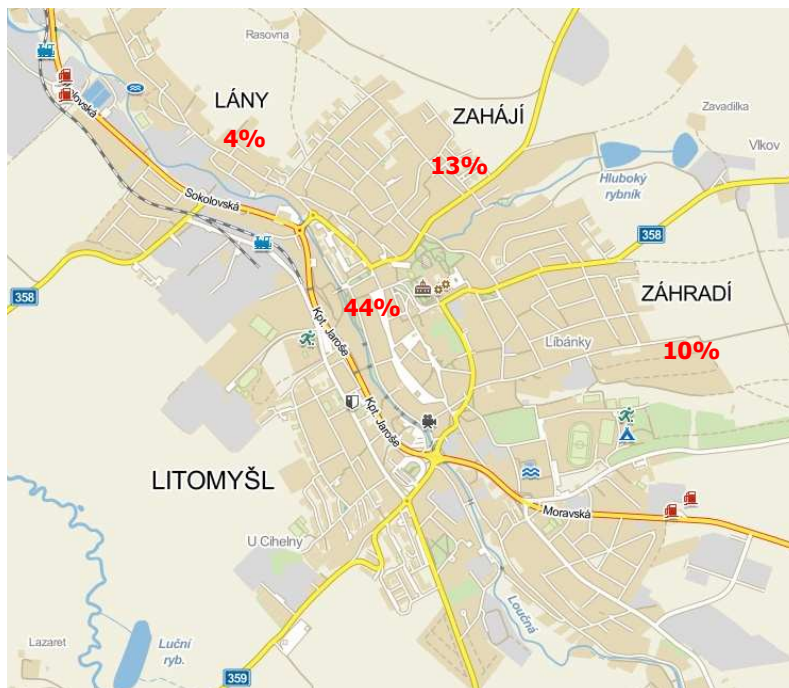 Rasovna
LÁNY
4%
ZAHÁJÍ
13%
Zavadilka
Vlkov
Hluboký
rybník
Sokolovská
358
358
ZÁHRADÍ
10%
44%
Líbánky
Kpt. Jaroše
Kpt. Jaroše
LITOMYŠL
Moravská
U Cihelny
Loučná
Luční
ryb.
Lazaret
359